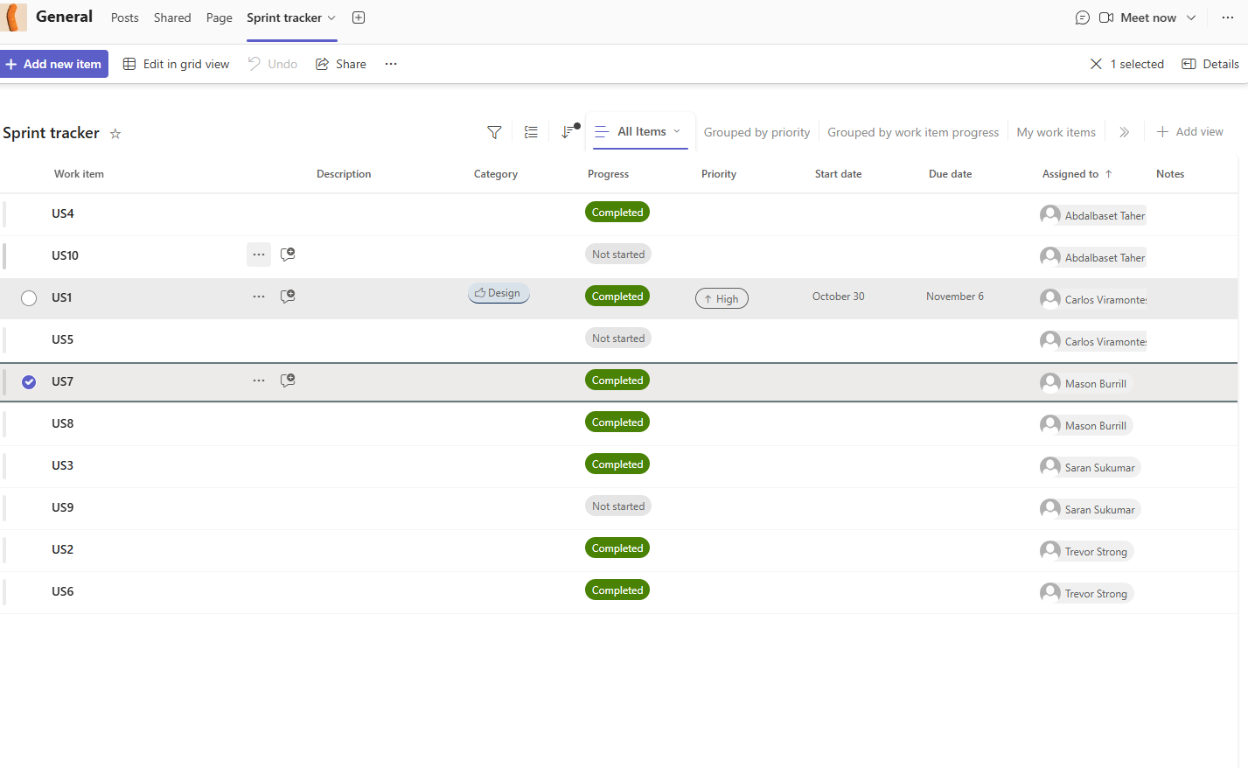 General Posts Shared Page Sprint tracker Meet now
Add new item Edit in grid view Undo Share 1 selected Details
Sprint tracker All Items Grouped by priority Grouped by work item progress My work items Add view
Work item Description Category Progress Priority Start date Due date Assigned to Notes
US4 Completed Abdalbaset Taher
US10 Not started Abdalbaset Taher
US1 Design Completed High October 30 November 6 Carlos Viramontes
US5 Not started Carlos Viramontes
US7 Completed Mason Burrill
US8 Completed Mason Burrill
US3 Completed Saran Sukumar
US9 Not started Saran Sukumar
US2 Completed Trevor Strong
US6 Completed Trevor Strong